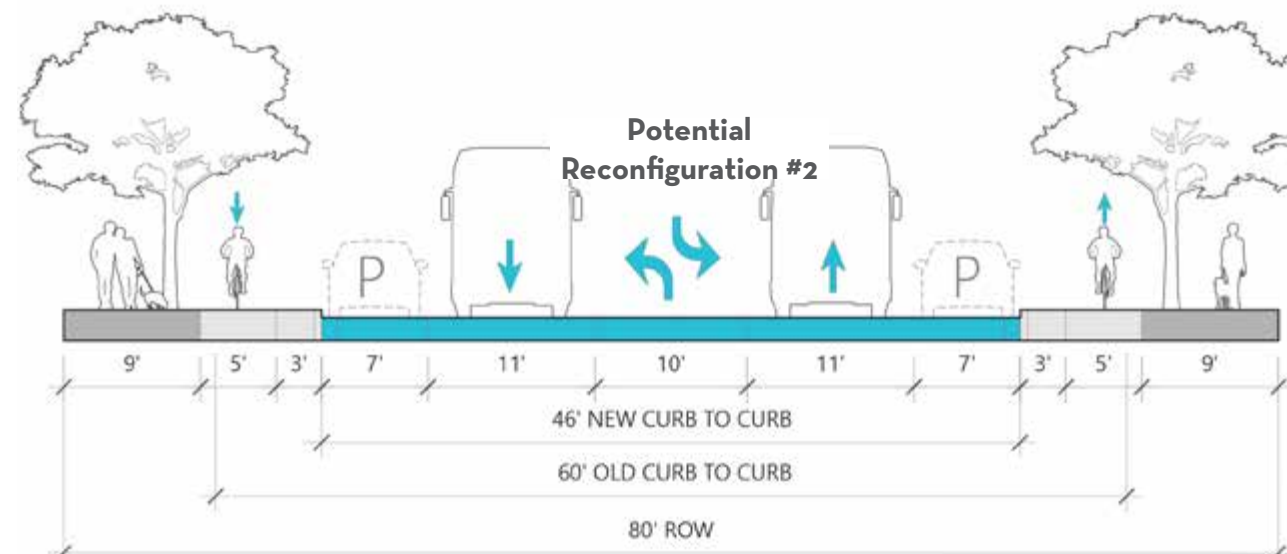 Potential
Reconfiguration #2
P
P
9' 5' 3' 7' 11' 10' 11' 7' 3' 5' 9'
46' NEW CURB TO CURB
60' OLD CURB TO CURB
80' ROW